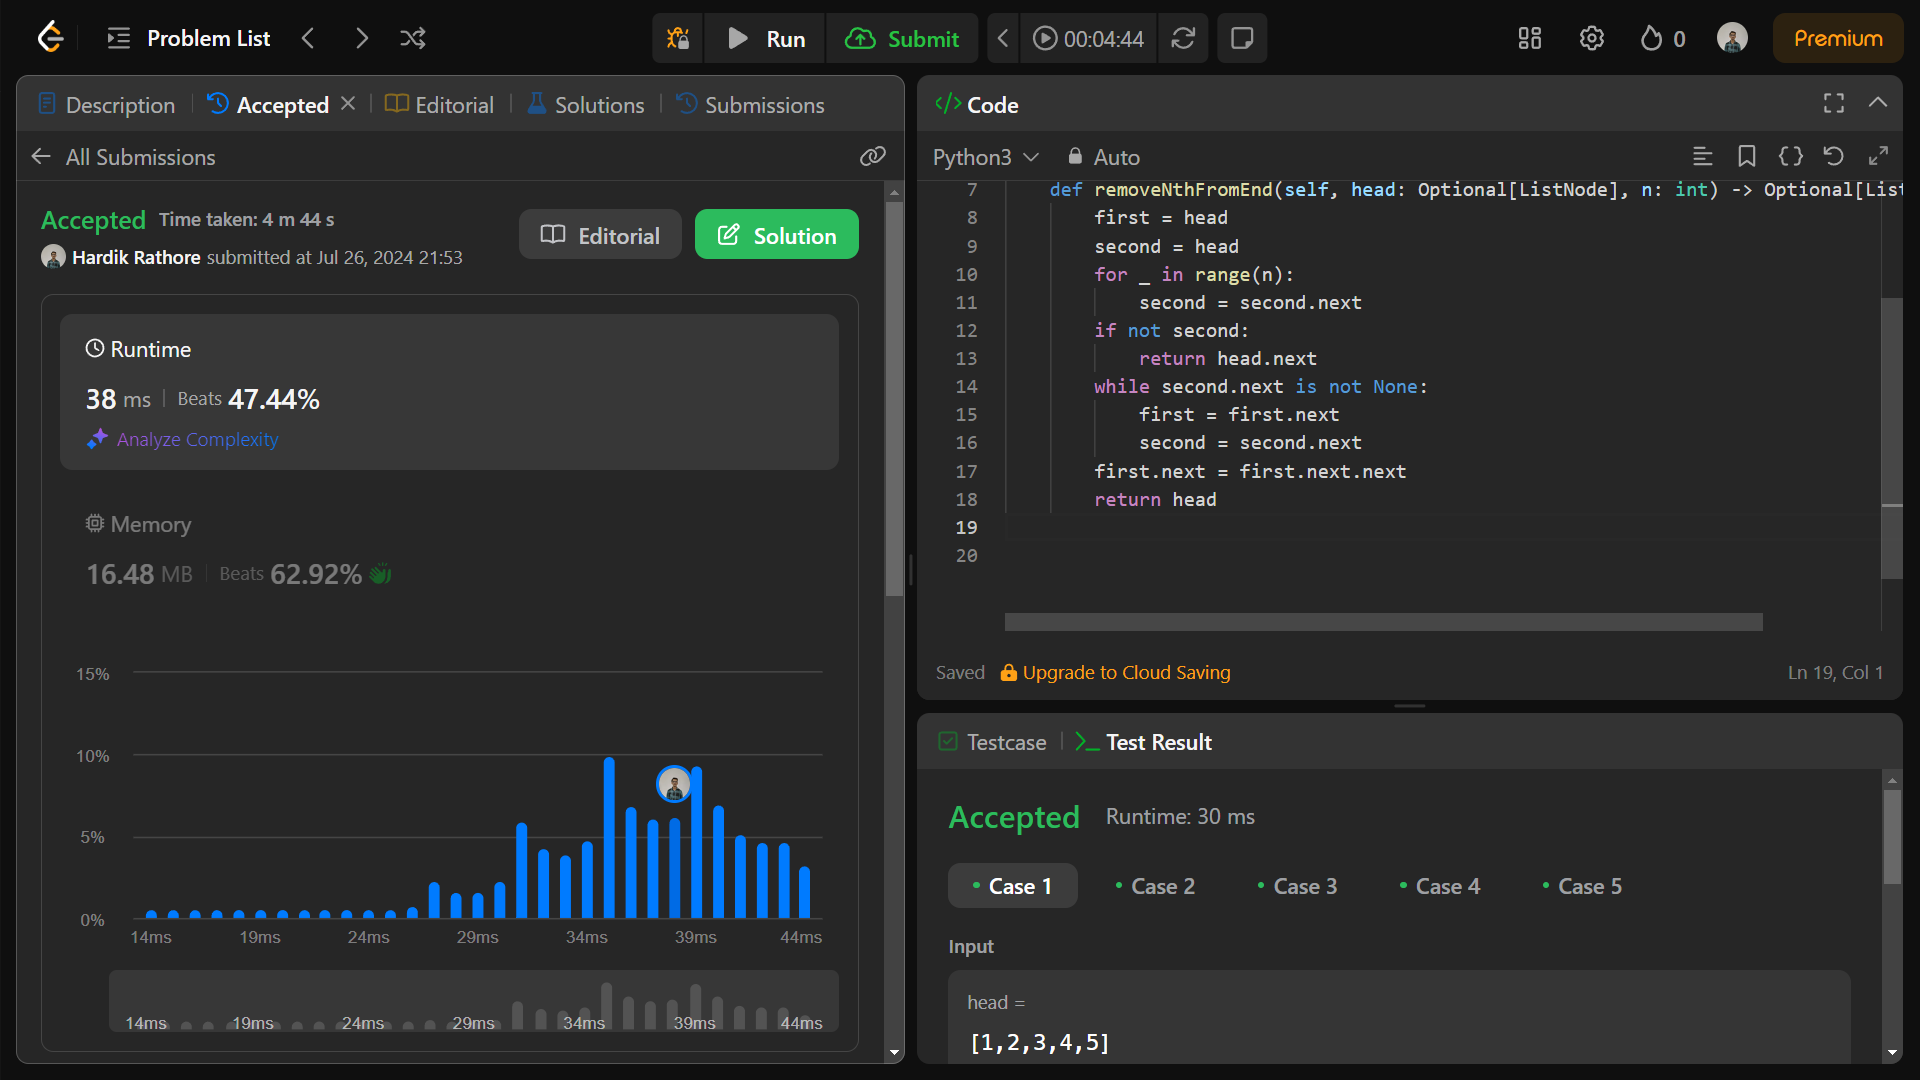 Problem List
Run
Submit
00:04:44
0
Premium
Description
Accepted
Editorial
Solutions
Submissions
All Submissions
Accepted Time taken: 4 m 44 s
Hardik Rathore submitted at Jul 26, 2024 21:53
Editorial
Solution
Runtime
38 ms Beats 47.44%
Analyze Complexity
Memory
16.48 MB Beats 62.92%
15%
10%
5%
0%
14ms 19ms 24ms 29ms 34ms 39ms 44ms
14ms 19ms 24ms 29ms 34ms 39ms 44ms
</> Code
Python3 Auto
7 def removeNthFromEnd(self, head: Optional[ListNode], n: int) -> Optional[List
8 first = head
9 second = head
10 for _ in range(n):
11 second = second.next
12 if not second:
13 return head.next
14 while second.next is not None:
15 first = first.next
16 second = second.next
17 first.next = first.next.next
18 return head
19
20
Saved Upgrade to Cloud Saving Ln 19, Col 1
Testcase
Test Result
Accepted Runtime: 30 ms
Case 1 Case 2 Case 3 Case 4 Case 5
Input
head =
[1,2,3,4,5]